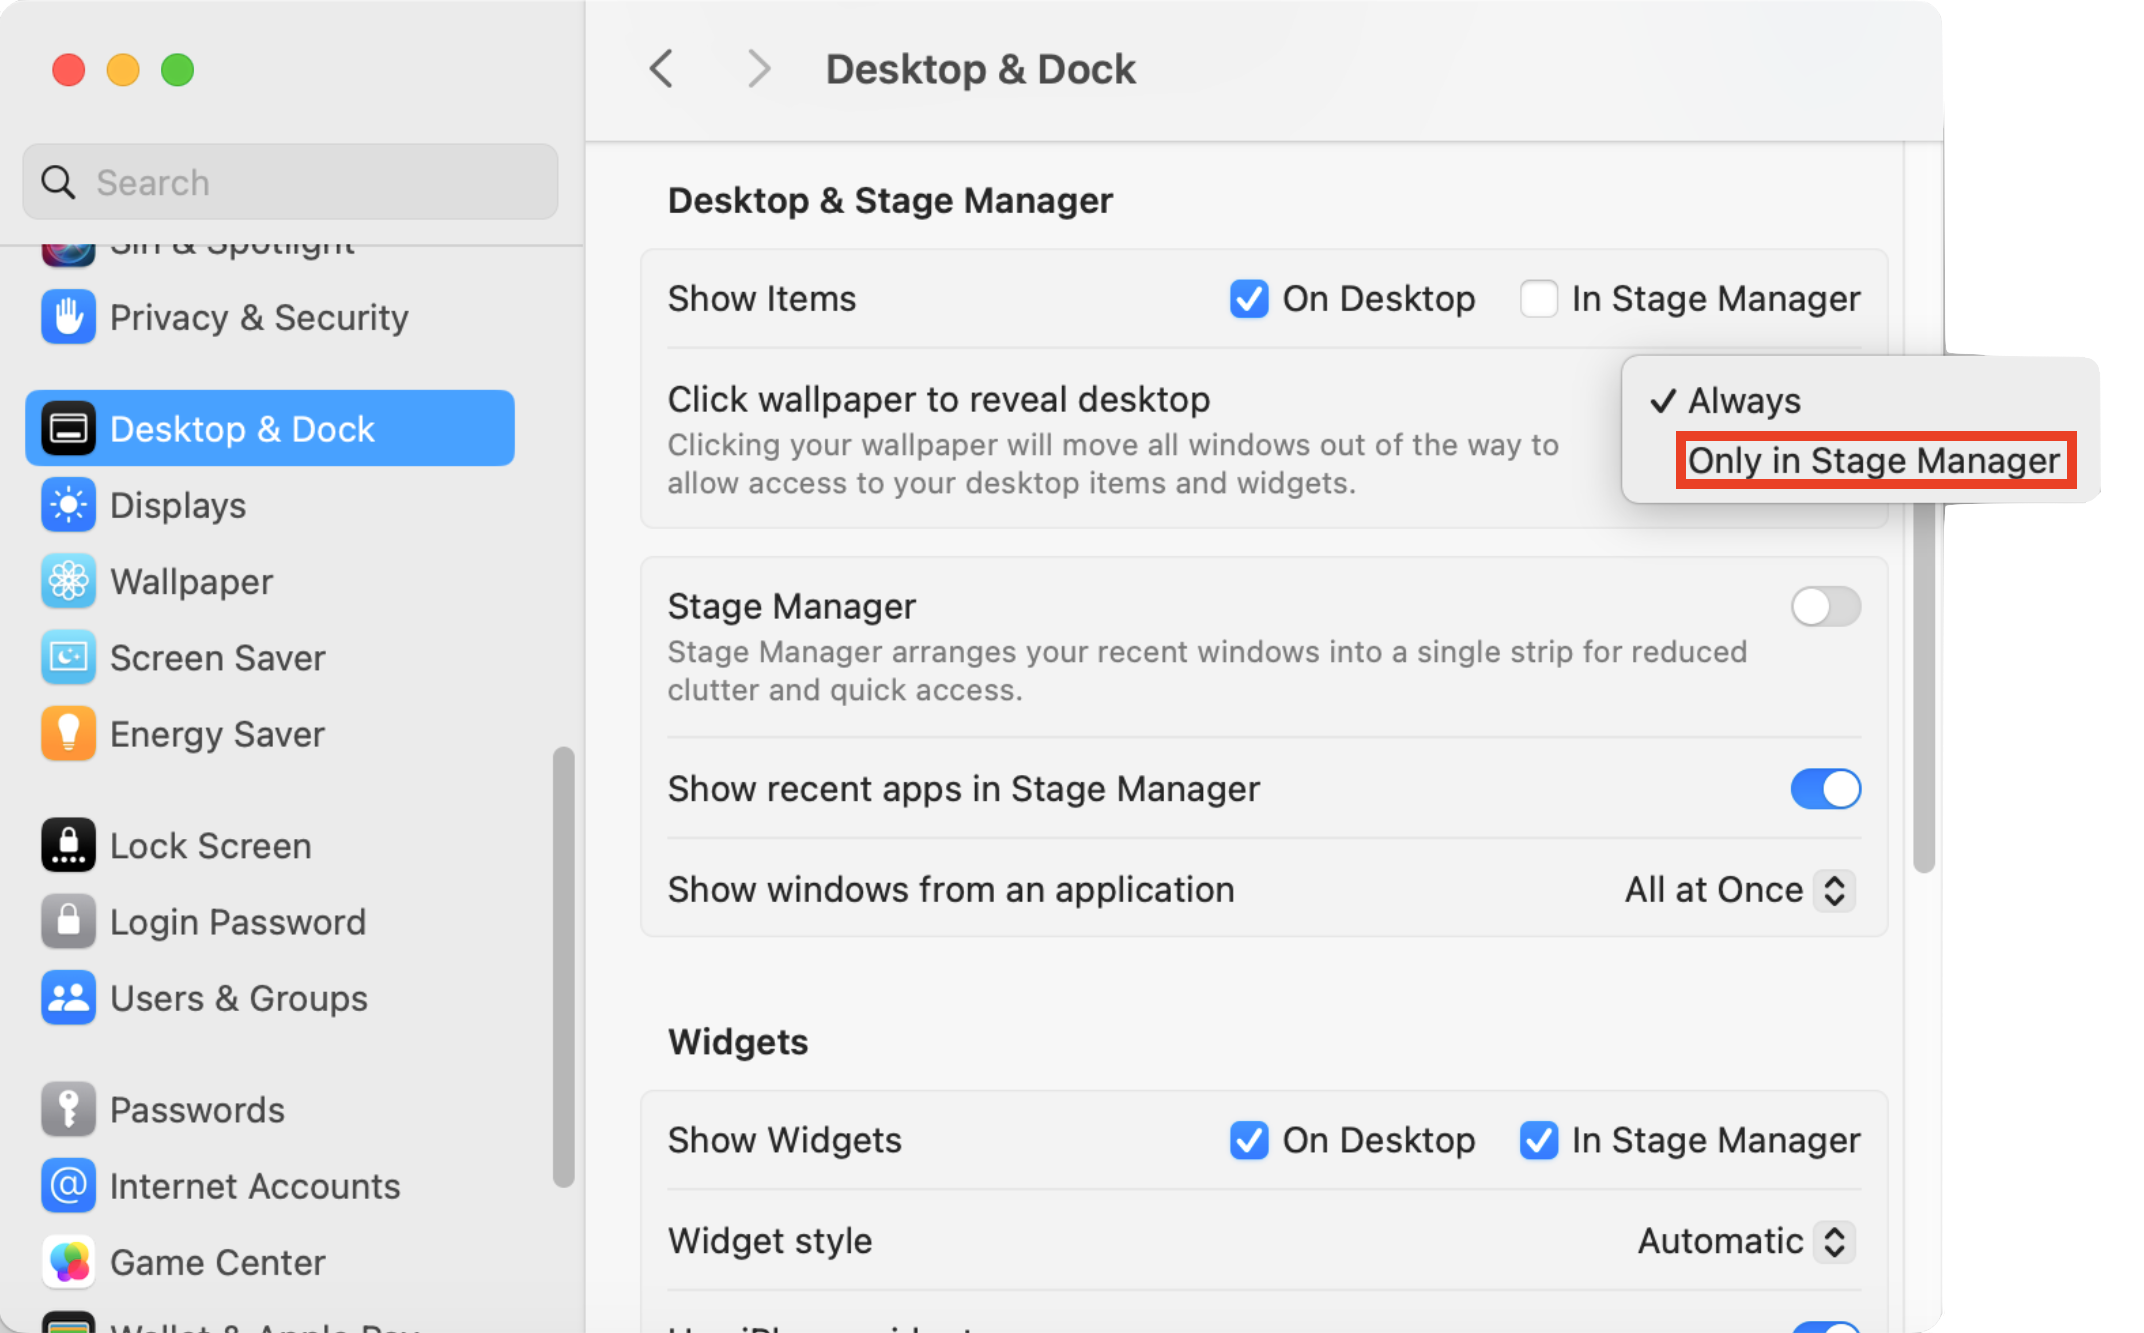 Desktop & Dock
Search
Siri & Spotlight
Privacy & Security
Desktop & Dock
Displays
Wallpaper
Screen Saver
Energy Saver
Lock Screen
Login Password
Users & Groups
Passwords
Internet Accounts
Game Center
Wallet & Apple Pay
Desktop & Stage Manager
Show Items On Desktop In Stage Manager
Click wallpaper to reveal desktop
Clicking your wallpaper will move all windows out of the way to
allow access to your desktop items and widgets.
Always
Only in Stage Manager
Stage Manager
Stage Manager arranges your recent windows into a single strip for reduced
clutter and quick access.
Show recent apps in Stage Manager
Show windows from an application All at Once
Widgets
Show Widgets On Desktop In Stage Manager
Widget style Automatic